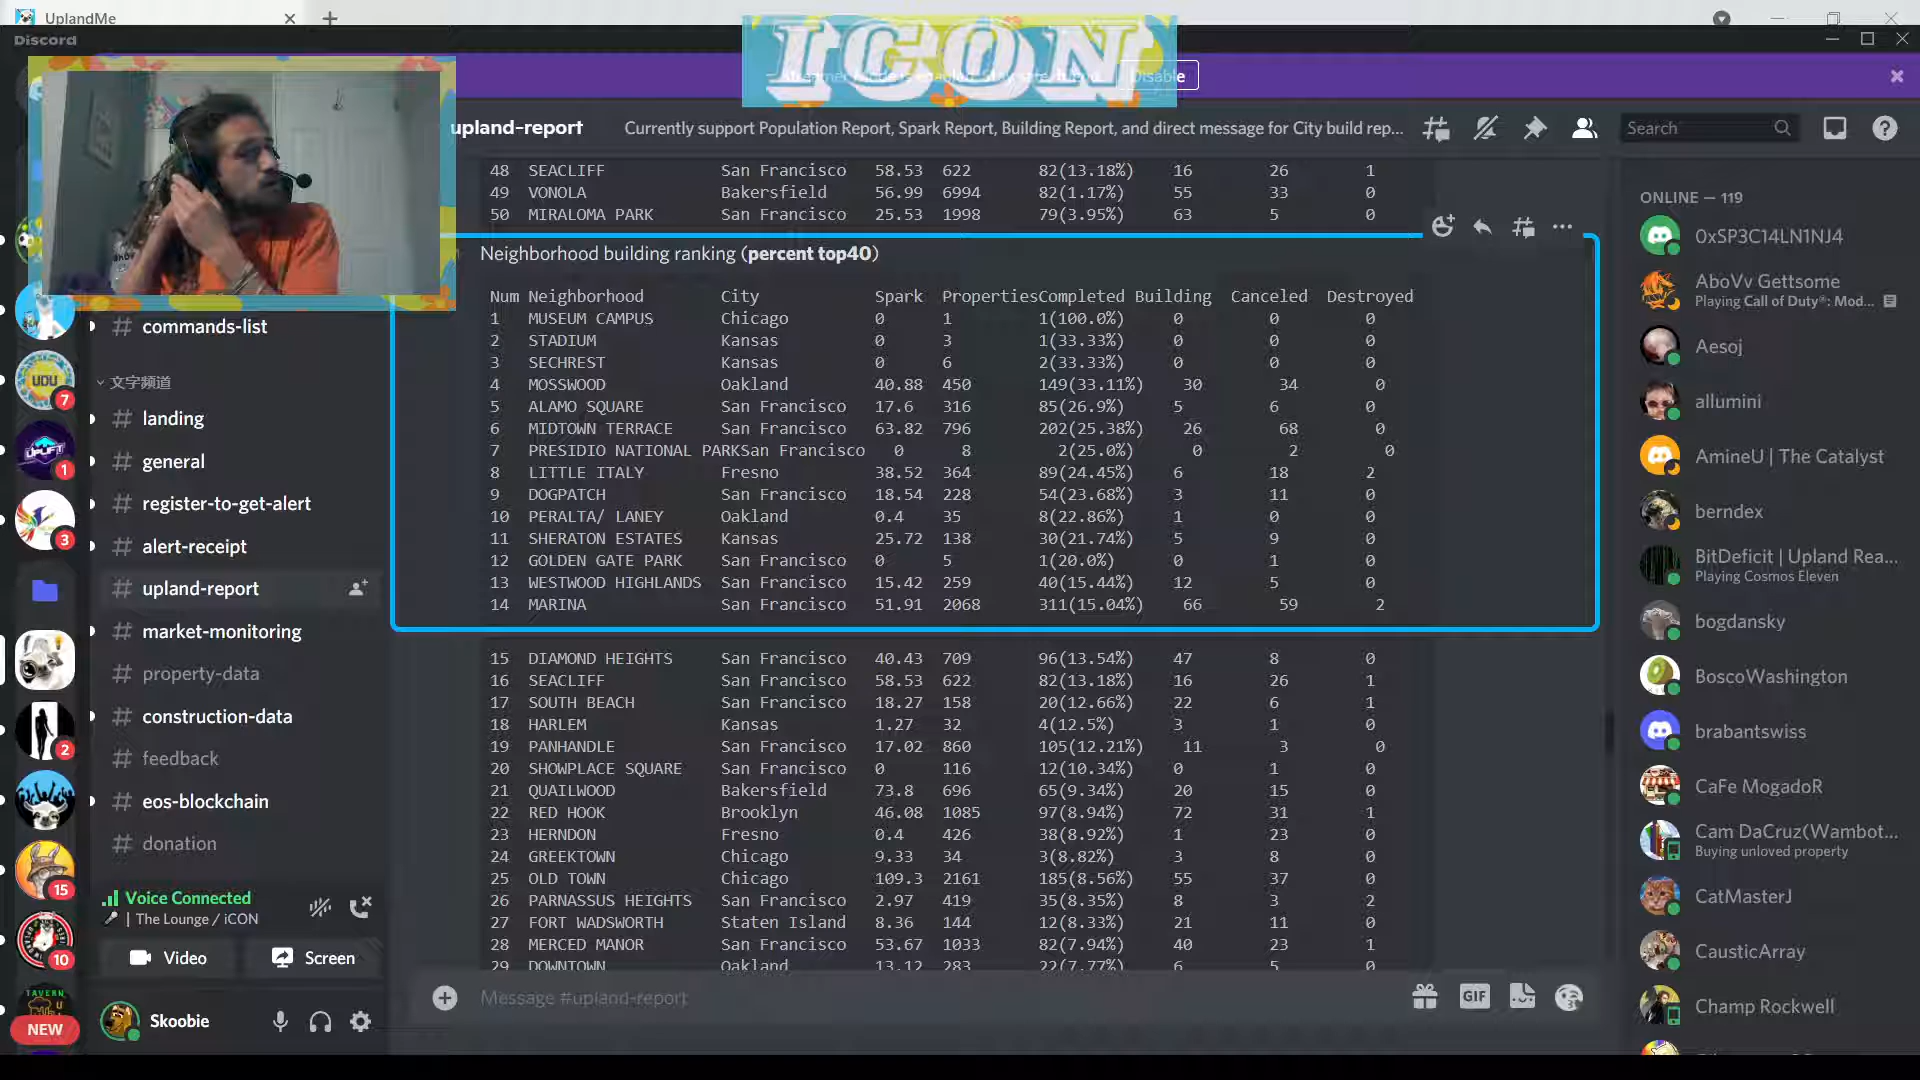 UplandMe
Discord
ICON
Disable
upland-report
Currently support Population Report, Spark Report, Building Report, and direct message for City build rep...
Search
48 SEACLIFF San Francisco 58.53 622 82(13.18%) 16 26 1
49 VONOLA Bakersfield 56.99 6994 82(1.17%) 55 33 0
50 MIRALOMA PARK San Francisco 25.53 1998 79(3.95%) 63 5 0
Neighborhood building ranking (percent top40)
Num Neighborhood City Spark PropertiesCompleted Building Canceled Destroyed
1 MUSEUM CAMPUS Chicago 0 1 1(100.0%) 0 0 0
2 STADIUM Kansas 0 3 1(33.33%) 0 0 0
3 SECHREST Kansas 0 6 2(33.33%) 0 0 0
4 MOSSWOOD Oakland 40.88 450 149(33.11%) 30 34 0
5 ALAMO SQUARE San Francisco 17.6 316 85(26.9%) 5 6 0
6 MIDTOWN TERRACE San Francisco 63.82 796 202(25.38%) 26 68 0
7 PRESIDIO NATIONAL PARKSan Francisco 0 8 2(25.0%) 0 2 0
8 LITTLE ITALY Fresno 38.52 364 89(24.45%) 6 18 2
9 DOGPATCH San Francisco 18.54 228 54(23.68%) 3 11 0
10 PERALTA/ LANEY Oakland 0.4 35 8(22.86%) 1 0 0
11 SHERATON ESTATES Kansas 25.72 138 30(21.74%) 5 9 0
12 GOLDEN GATE PARK San Francisco 0 5 1(20.0%) 0 1 0
13 WESTWOOD HIGHLANDS San Francisco 15.42 259 40(15.44%) 12 5 0
14 MARINA San Francisco 51.91 2068 311(15.04%) 66 59 2
15 DIAMOND HEIGHTS San Francisco 40.43 709 96(13.54%) 47 8 0
16 SEACLIFF San Francisco 58.53 622 82(13.18%) 16 26 1
17 SOUTH BEACH San Francisco 18.27 158 20(12.66%) 22 6 1
18 HARLEM Kansas 1.27 32 4(12.5%) 3 1 0
19 PANHANDLE San Francisco 17.02 860 105(12.21%) 11 3 0
20 SHOWPLACE SQUARE San Francisco 0 116 12(10.34%) 0 1 0
21 QUAILWOOD Bakersfield 73.8 696 65(9.34%) 20 15 0
22 RED HOOK Brooklyn 46.08 1085 97(8.94%) 72 31 1
23 HERNDON Fresno 0.4 426 38(8.92%) 1 23 0
24 GREEKTOWN Chicago 9.33 34 3(8.82%) 3 8 0
25 OLD TOWN Chicago 109.3 2161 185(8.56%) 55 37 0
26 PARNASSUS HEIGHTS San Francisco 2.97 419 35(8.35%) 8 3 2
27 FORT WADSWORTH Staten Island 8.36 144 12(8.33%) 21 11 0
28 MERCED MANOR San Francisco 53.67 1033 82(7.94%) 40 23 1
29 DOWNTOWN Oakland 13.12 283 22(7.77%) 6 5 0
Message #upland-report
GIF
commands-list
文字频道
landing
general
register-to-get-alert
alert-receipt
upland-report
market-monitoring
property-data
construction-data
feedback
eos-blockchain
donation
Voice Connected
| The Lounge / iCON
Video
Screen
Skoobie
UDU
7
UPLIFT
1
3
2
15
10
TAVERN
NEW
ONLINE — 119
0xSP3C14LN1NJ4
AboVv Gettsome
Playing Call of Duty®: Mod...
Aesoj
allumini
AmineU | The Catalyst
berndex
BitDeficit | Upland Rea...
Playing Cosmos Eleven
bogdansky
BoscoWashington
brabantswiss
CaFe MogadoR
Cam DaCruz(Wambot...
Buying unloved property
CatMasterJ
CausticArray
Champ Rockwell